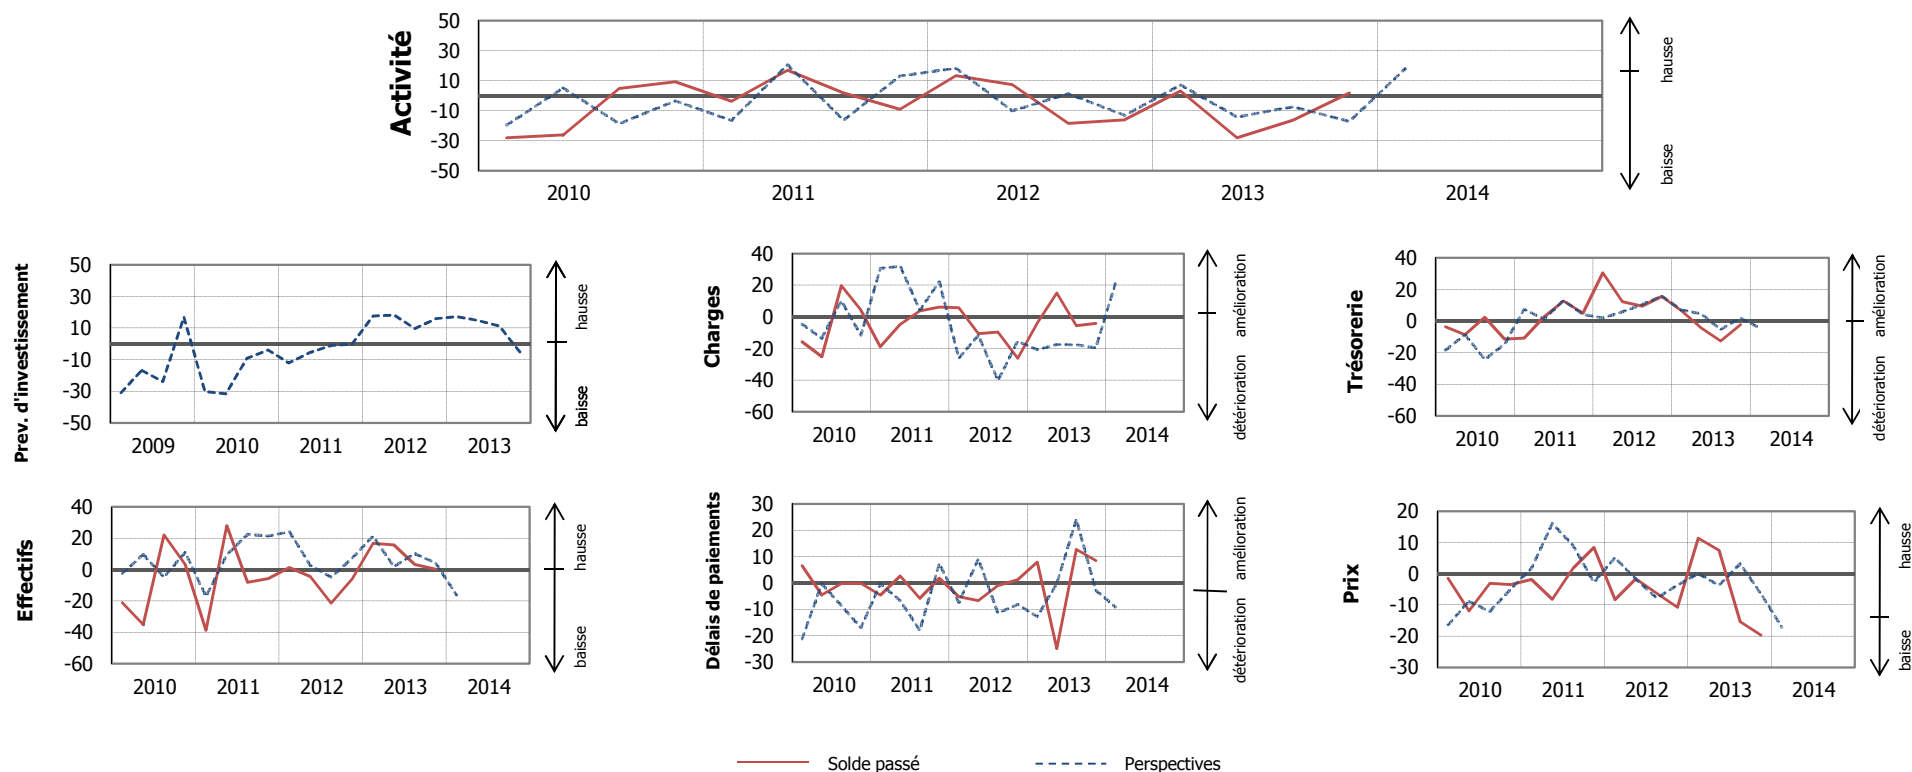 Activité
50
30
10
-10
-30
-50
2010 2011 2012 2013 2014
hausse
baisse
Prev. d'investissement
50
30
10
-10
-30
-50
2009 2010 2011 2012 2013
hausse
baisse
Charges
40
20
0
-20
-40
-60
2010 2011 2012 2013 2014
amélioration
détérioration
Trésorerie
40
20
0
-20
-40
-60
2010 2011 2012 2013 2014
amélioration
détérioration
Effectifs
40
20
0
-20
-40
-60
2010 2011 2012 2013 2014
hausse
baisse
Délais de paiements
30
20
10
0
-10
-20
-30
2010 2011 2012 2013 2014
amélioration
détérioration
Prix
20
10
0
-10
-20
-30
2010 2011 2012 2013 2014
hausse
baisse
Solde passé Perspectives